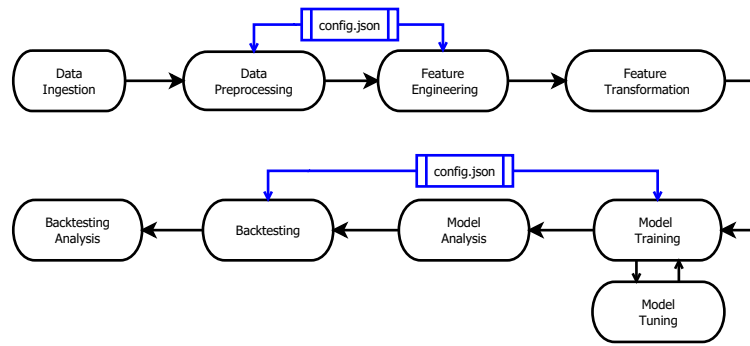 config.json
Data
Ingestion
Data
Preprocessing
Feature
Engineering
Feature
Transformation
config.json
Backtesting
Analysis
Backtesting
Model
Analysis
Model
Training
Model
Tuning